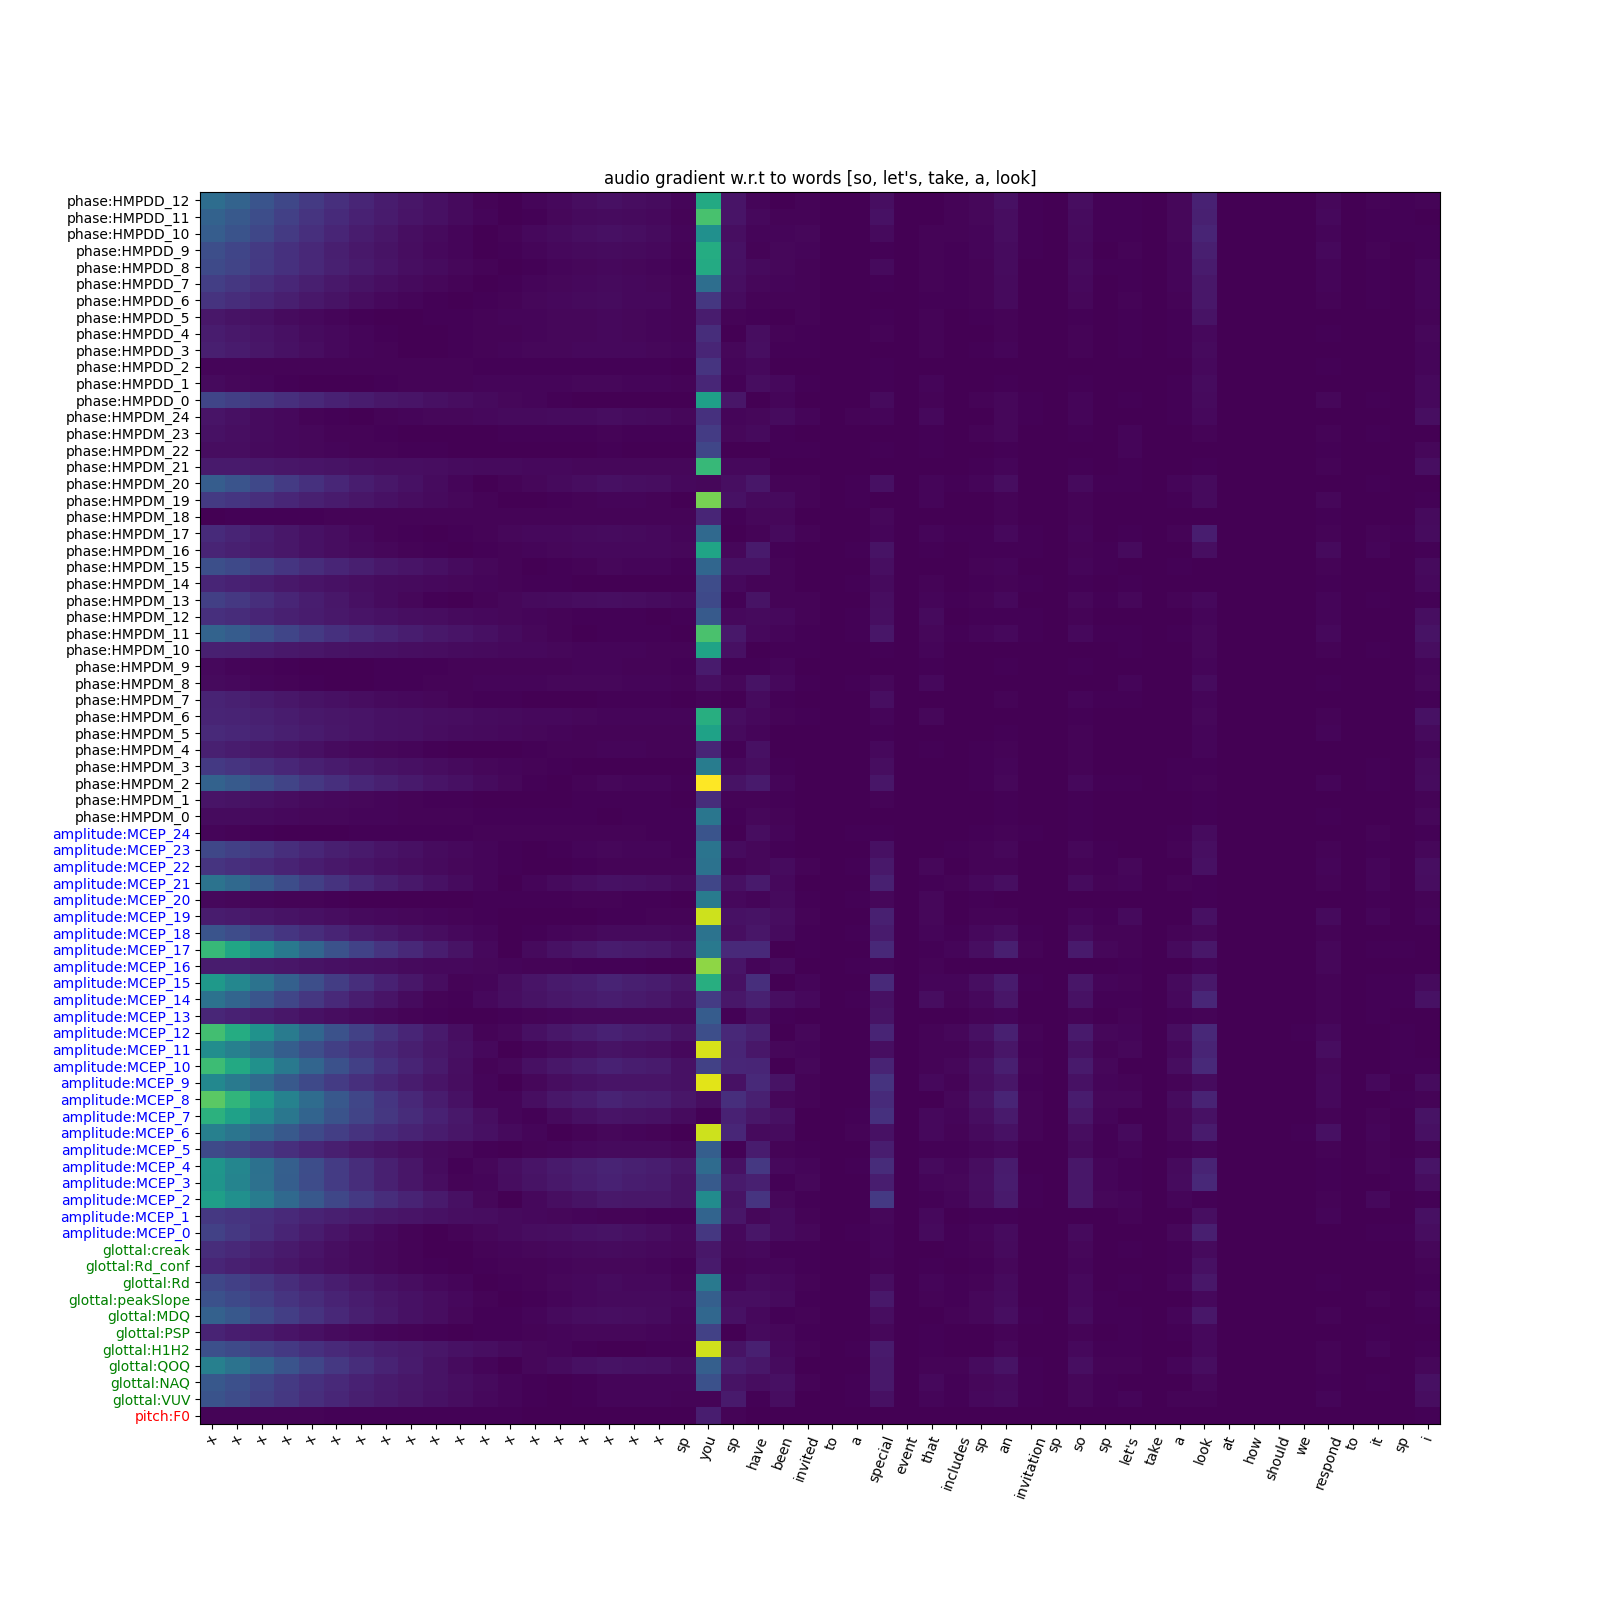 audio gradient w.r.t to words [so, let's, take, a, look]
phase:HMPDD_12
phase:HMPDD_11
phase:HMPDD_10
phase:HMPDD_9
phase:HMPDD_8
phase:HMPDD_7
phase:HMPDD_6
phase:HMPDD_5
phase:HMPDD_4
phase:HMPDD_3
phase:HMPDD_2
phase:HMPDD_1
phase:HMPDD_0
phase:HMPDM_24
phase:HMPDM_23
phase:HMPDM_22
phase:HMPDM_21
phase:HMPDM_20
phase:HMPDM_19
phase:HMPDM_18
phase:HMPDM_17
phase:HMPDM_16
phase:HMPDM_15
phase:HMPDM_14
phase:HMPDM_13
phase:HMPDM_12
phase:HMPDM_11
phase:HMPDM_10
phase:HMPDM_9
phase:HMPDM_8
phase:HMPDM_7
phase:HMPDM_6
phase:HMPDM_5
phase:HMPDM_4
phase:HMPDM_3
phase:HMPDM_2
phase:HMPDM_1
phase:HMPDM_0
amplitude:MCEP_24
amplitude:MCEP_23
amplitude:MCEP_22
amplitude:MCEP_21
amplitude:MCEP_20
amplitude:MCEP_19
amplitude:MCEP_18
amplitude:MCEP_17
amplitude:MCEP_16
amplitude:MCEP_15
amplitude:MCEP_14
amplitude:MCEP_13
amplitude:MCEP_12
amplitude:MCEP_11
amplitude:MCEP_10
amplitude:MCEP_9
amplitude:MCEP_8
amplitude:MCEP_7
amplitude:MCEP_6
amplitude:MCEP_5
amplitude:MCEP_4
amplitude:MCEP_3
amplitude:MCEP_2
amplitude:MCEP_1
amplitude:MCEP_0
glottal:creak
glottal:Rd_conf
glottal:Rd
glottal:peakSlope
glottal:MDQ
glottal:PSP
glottal:H1H2
glottal:QOQ
glottal:NAQ
glottal:VUV
pitch:F0
x x x x x x x x x x x x x x x x x x x sp you sp have been invited to a special event that includes sp an invitation sp so sp let's take a look at how should we respond to it sp i